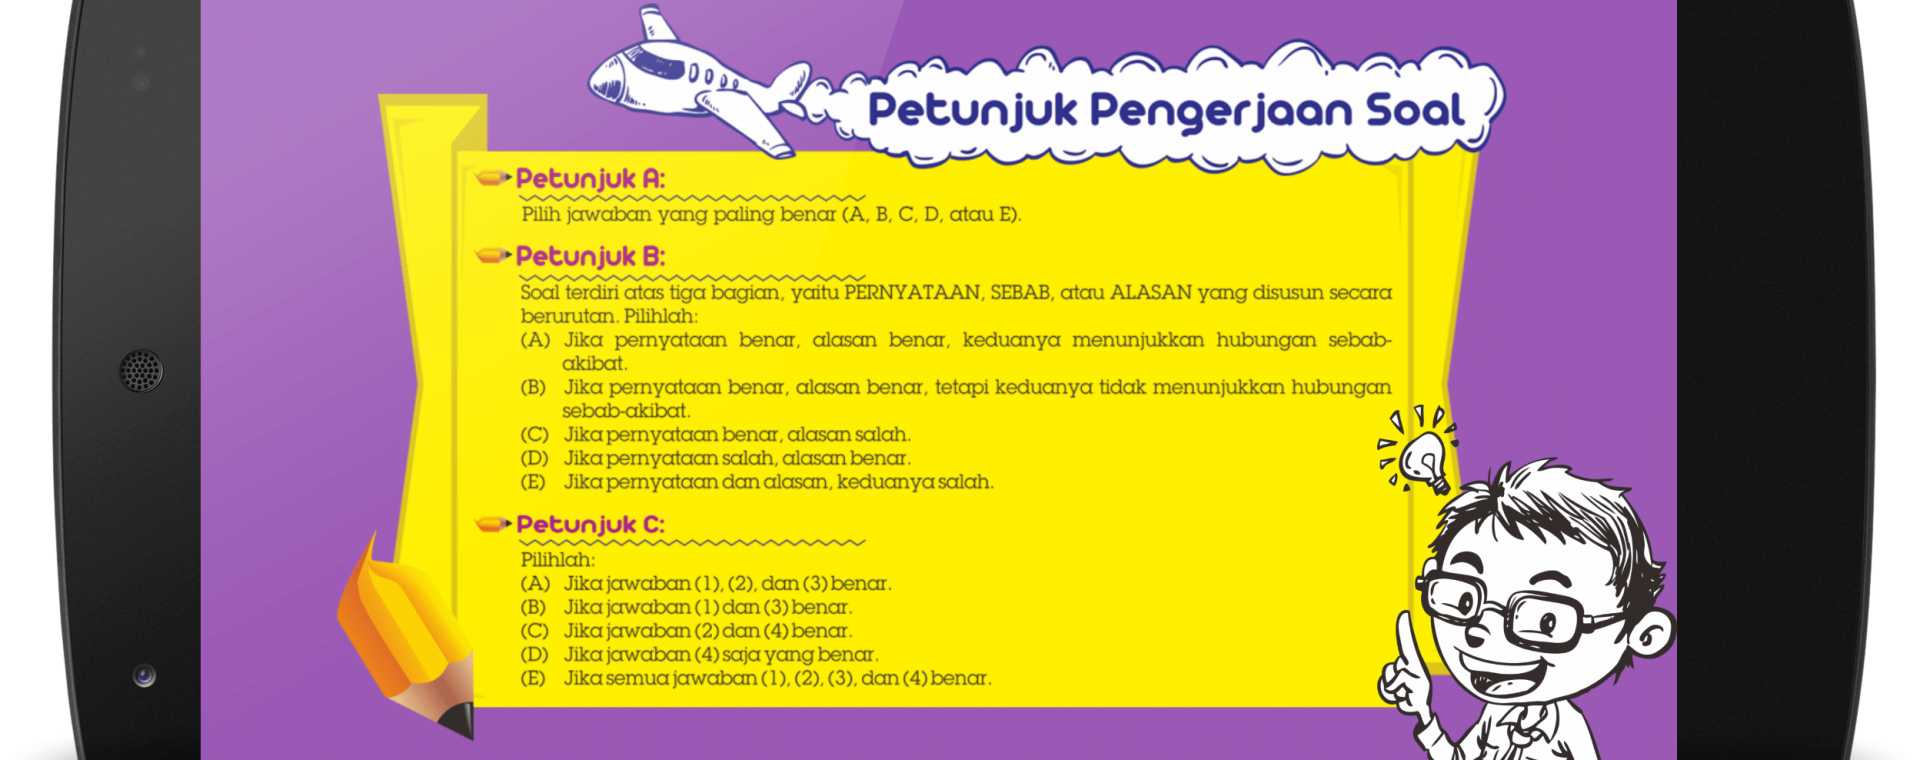 Petunjuk Pengerjaan Soal
Petunjuk A:
Pilih jawaban yang paling benar (A, B, C, D, atau E).
Petunjuk B:
Soal terdiri atas tiga bagian, yaitu PERNYATAAN, SEBAB, atau ALASAN yang disusun secara
berurutan. Pilihlah:
(A) Jika pernyataan benar, alasan benar, keduanya menunjukkan hubungan sebab-
akibat.
(B) Jika pernyataan benar, alasan benar, tetapi keduanya tidak menunjukkan hubungan
sebab-akibat.
(C) Jika pernyataan benar, alasan salah.
(D) Jika pernyataan salah, alasan benar.
(E) Jika pernyataan dan alasan, keduanya salah.
Petunjuk C:
Pilihlah:
(A) Jika jawaban (1), (2), dan (3) benar.
(B) Jika jawaban (1) dan (3) benar.
(C) Jika jawaban (2) dan (4) benar.
(D) Jika jawaban (4) saja yang benar.
(E) Jika semua jawaban (1), (2), (3), dan (4) benar.